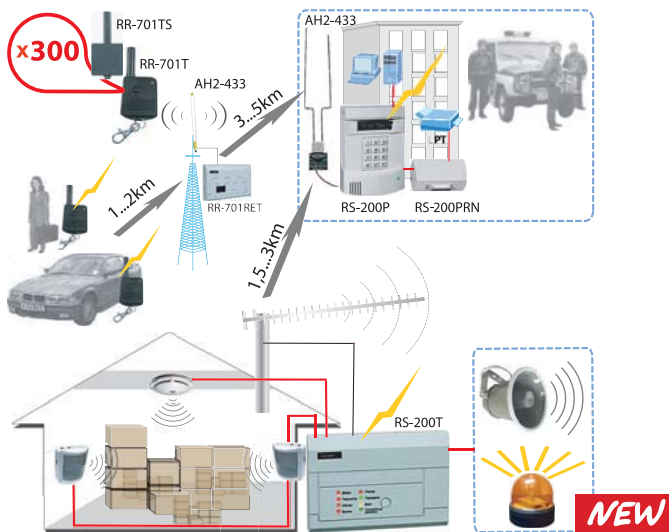 RR-701TS
x300
RR-701T
AH2-433
AH2-433
3...5km
1...2km
RR-701RET
PT
RS-200P
RS-200PRN
1,5...3km
RS-200T
NEW